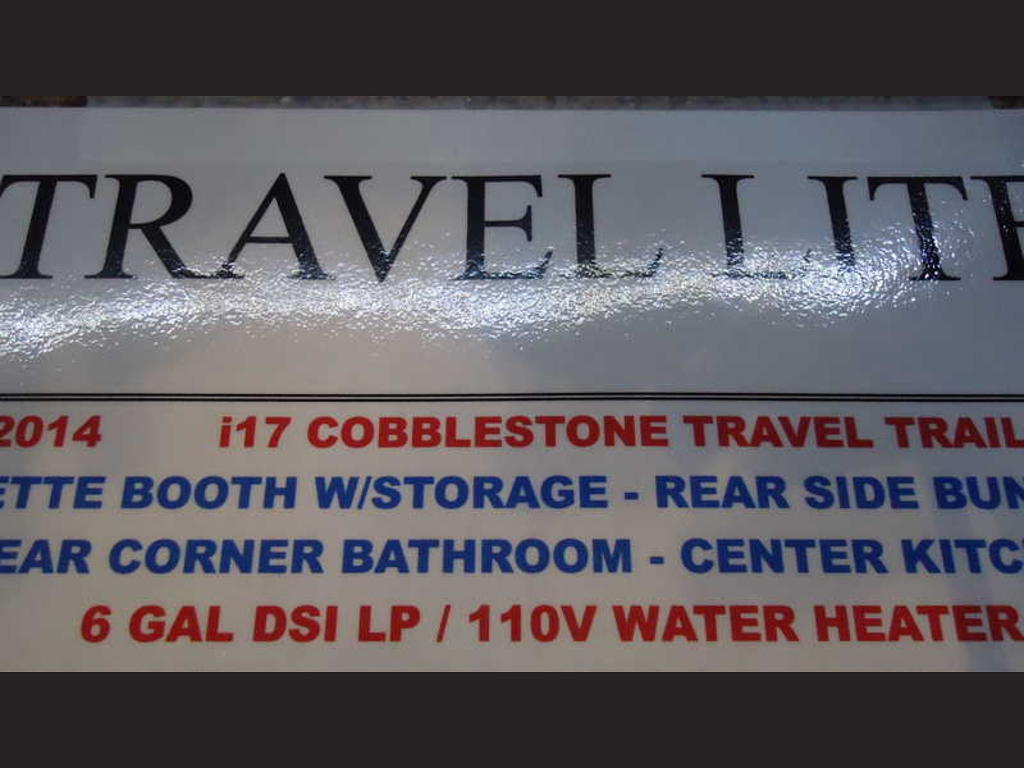 TRAVEL LITE
2014 i17 COBBLESTONE TRAVEL TRAIL
ETTE BOOTH W/STORAGE - REAR SIDE BUN
EAR CORNER BATHROOM - CENTER KITC
6 GAL DSI LP / 110V WATER HEATER